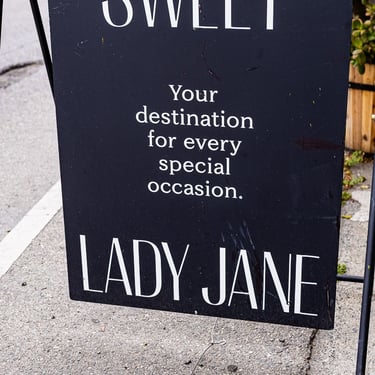 SWEET
Your
destination
for every
special
occasion.
LADY JANE